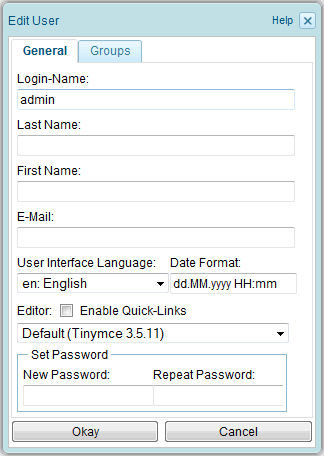 Edit User Help
General Groups
Login-Name:
admin
Last Name:
First Name:
E-Mail:
User Interface Language: Date Format:
en: English dd.MM.yyyy HH:mm
Editor: Enable Quick-Links
Default (Tinymce 3.5.11)
Set Password
New Password: Repeat Password:
Okay Cancel